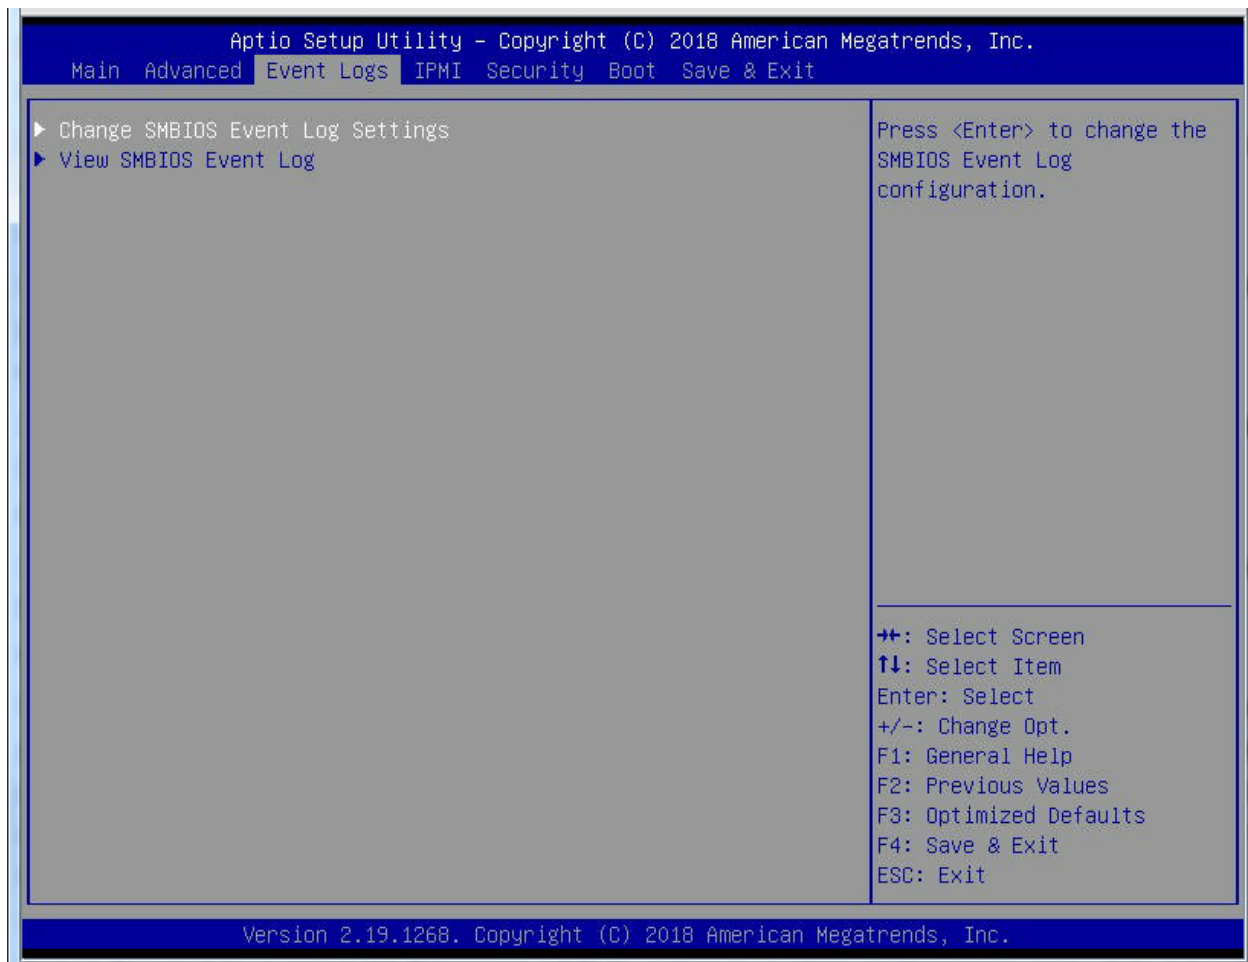 Aptio Setup Utility – Copyright (C) 2018 American Megatrends, Inc.
Main Advanced Event Logs IPMI Security Boot Save & Exit
▶ Change SMBIOS Event Log Settings
▶ View SMBIOS Event Log
Press <Enter> to change the
SMBIOS Event Log
configuration.
→←: Select Screen
↑↓: Select Item
Enter: Select
+/-: Change Opt.
F1: General Help
F2: Previous Values
F3: Optimized Defaults
F4: Save & Exit
ESC: Exit
Version 2.19.1268. Copyright (C) 2018 American Megatrends, Inc.